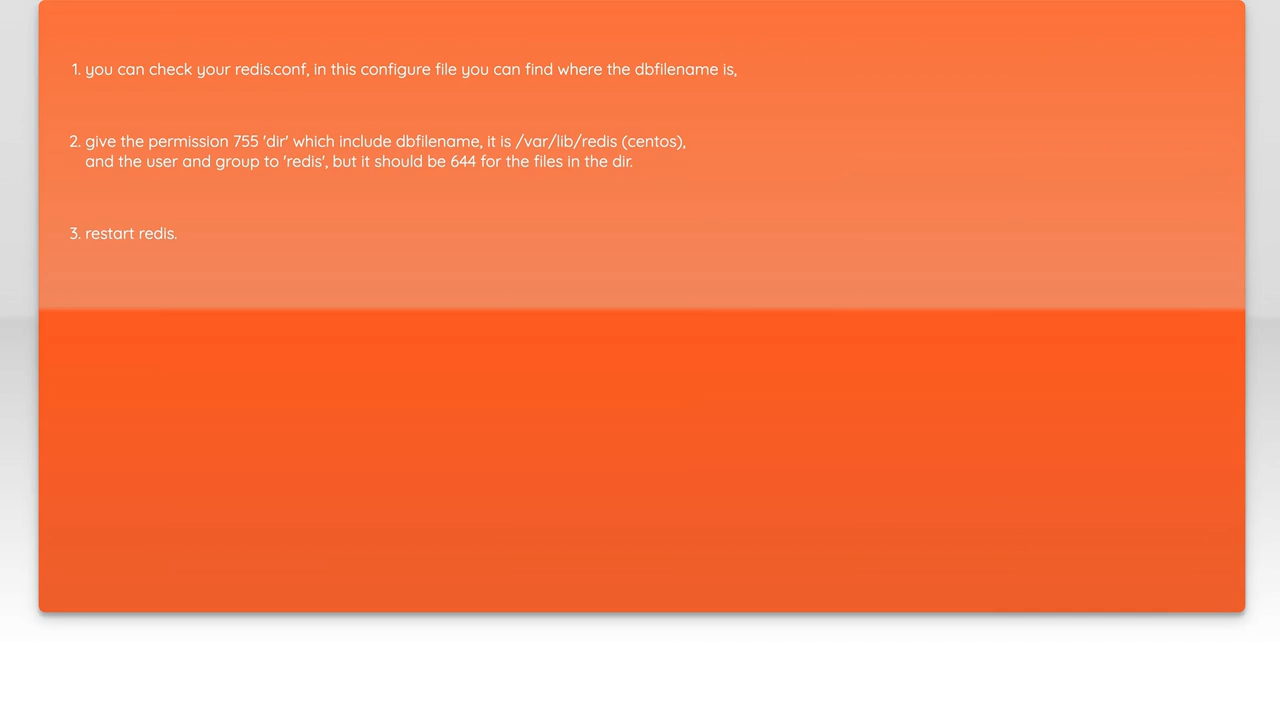 1. you can check your redis.conf, in this configure file you can find where the dbfilename is,
2. give the permission 755 'dir' which include dbfilename, it is /var/lib/redis (centos),
and the user and group to 'redis', but it should be 644 for the files in the dir.
3. restart redis.